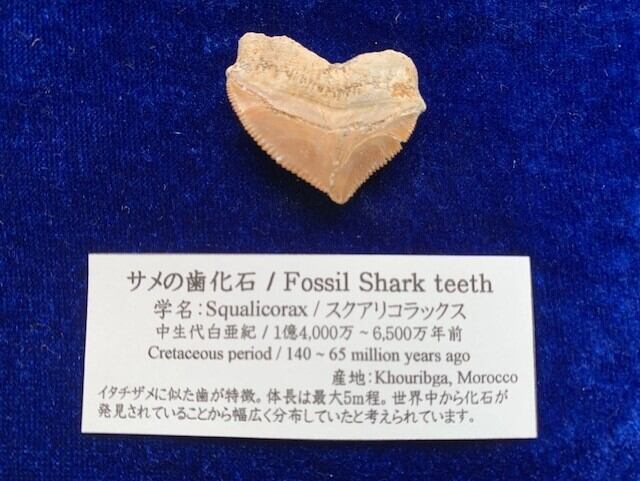 サメの歯化石 / Fossil Shark teeth
学名：Squalicorax / スクアリコラックス
中生代白亜紀 / 1億4,000万～6,500万年前
Cretaceous period / 140 ~ 65 million years ago
産地：Khouribga, Morocco
イタチザメに似た歯が特徴。体長は最大5m程。世界中から化石が
発見されていることから幅広く分布していたと考えられています。